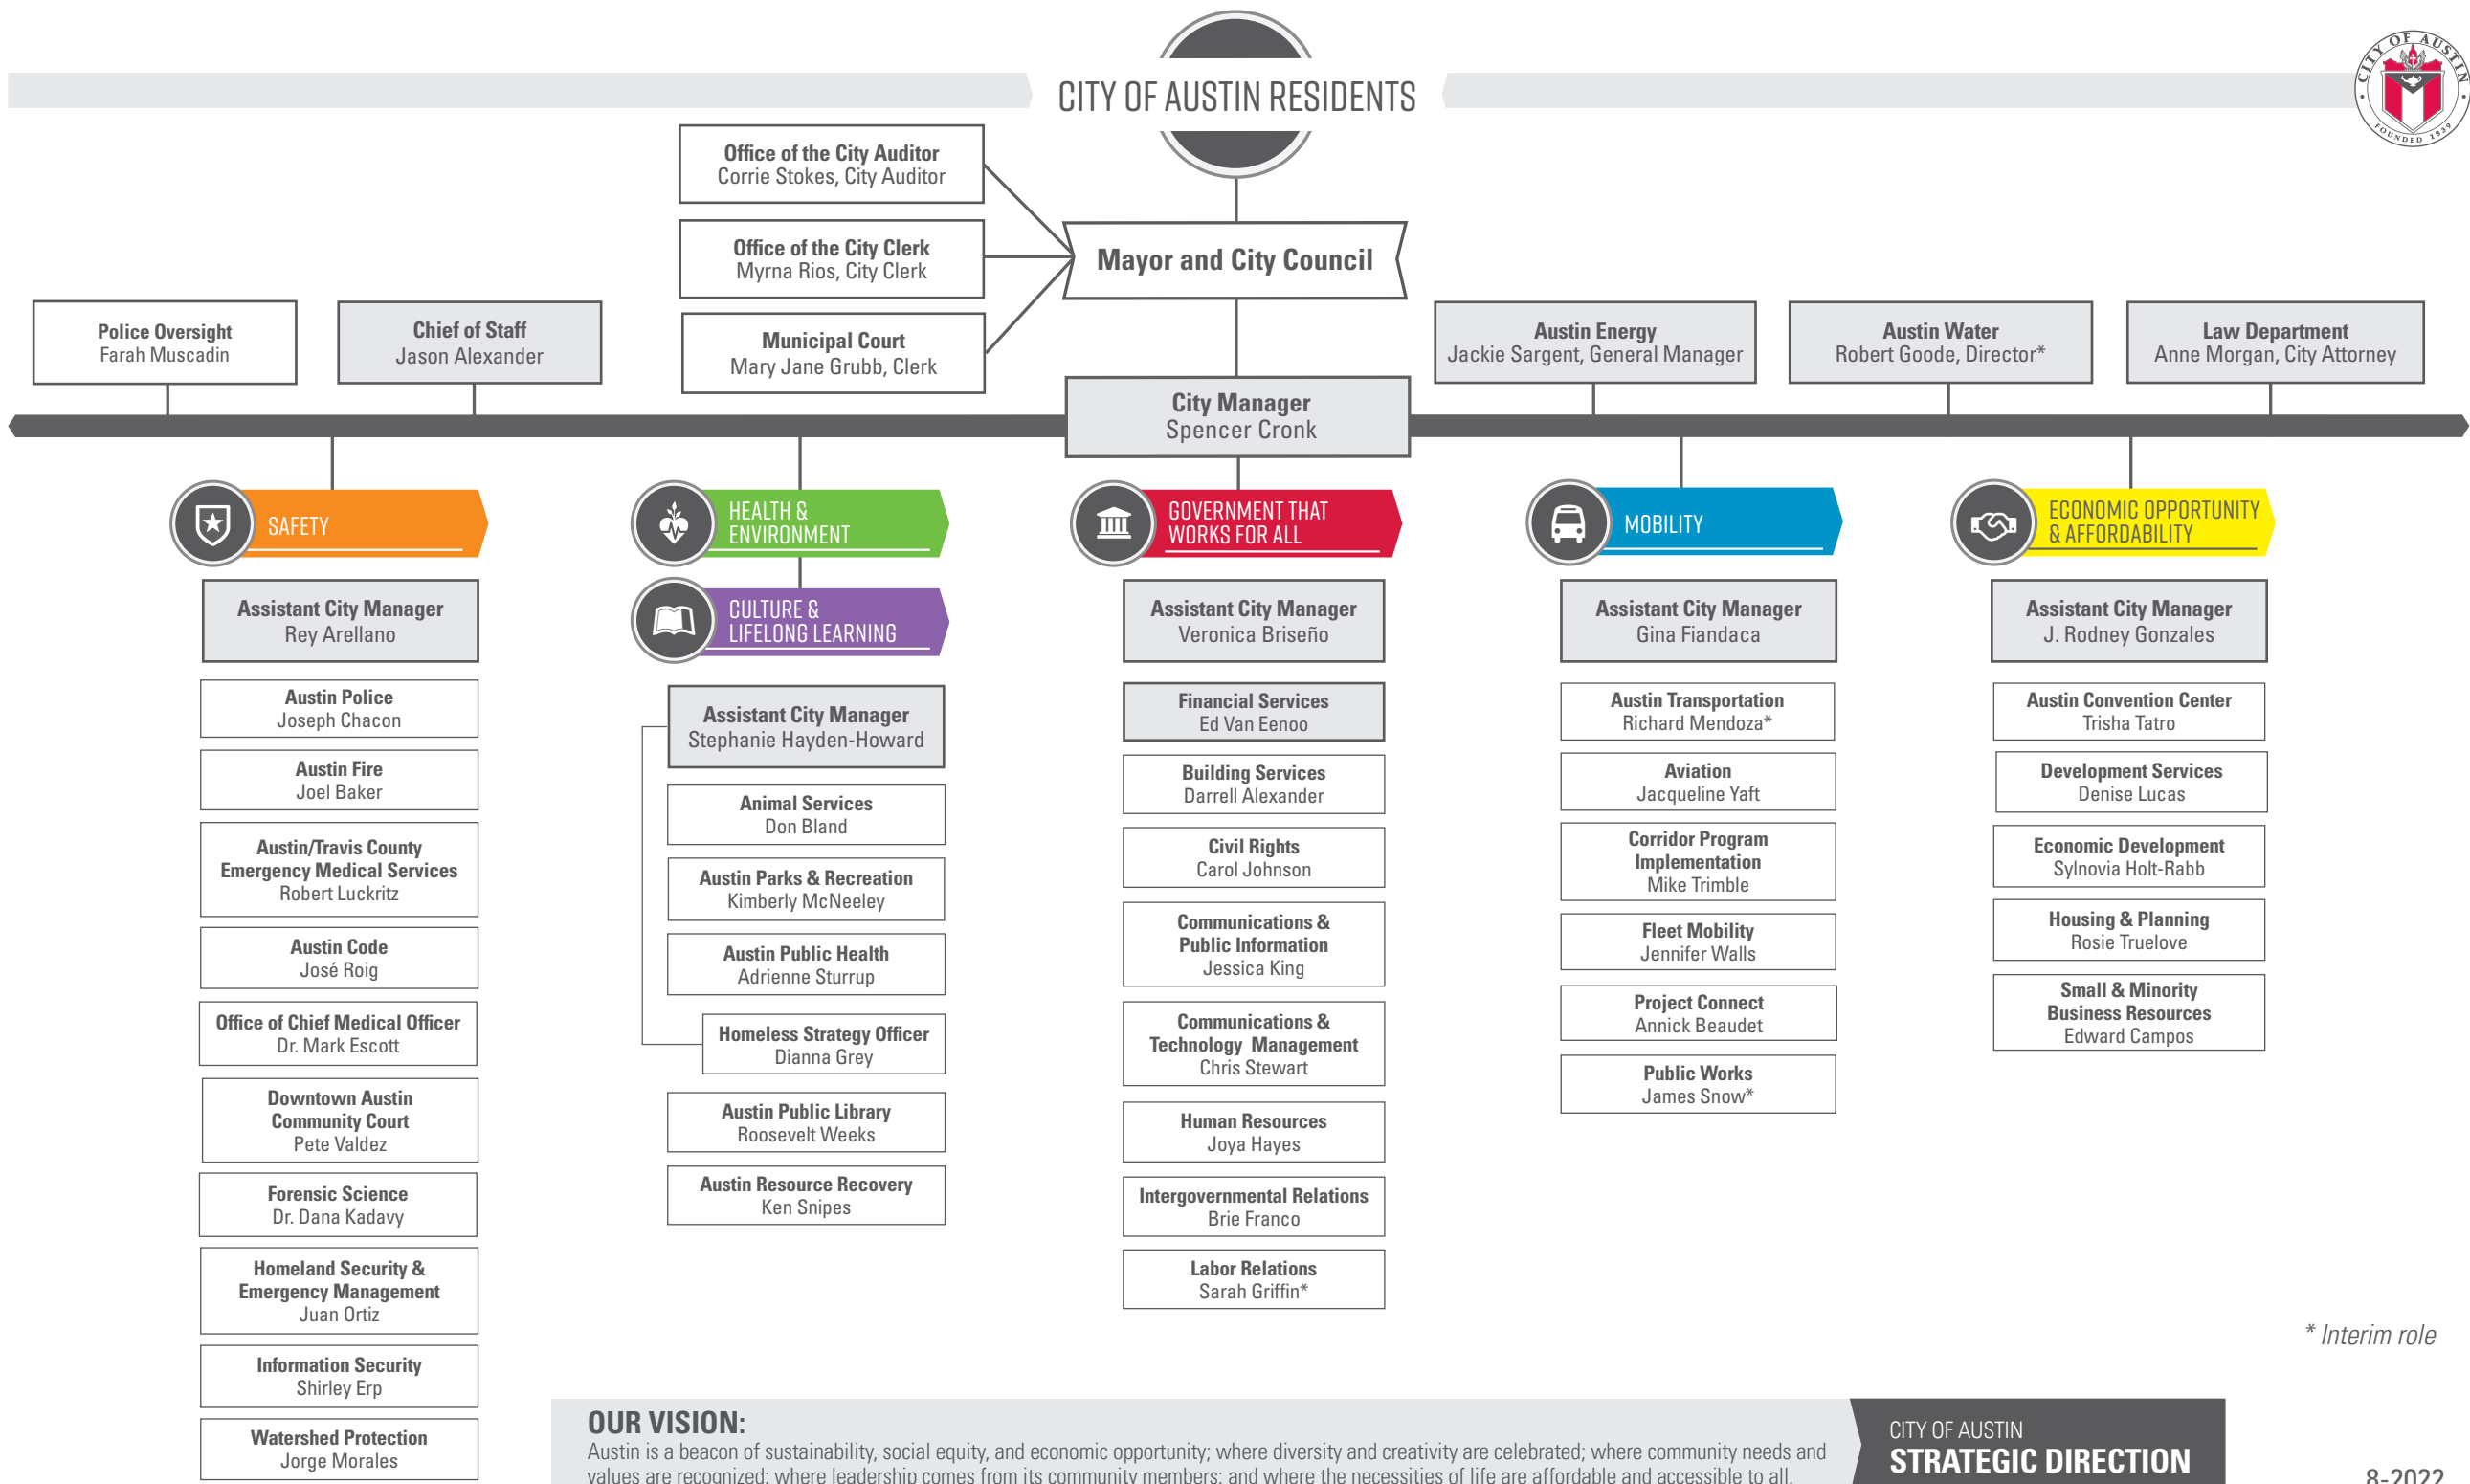 CITY OF AUSTIN RESIDENTS
CITY OF AUSTIN
FOUNDED 1839
Office of the City Auditor
Corrie Stokes, City Auditor
Office of the City Clerk
Myrna Rios, City Clerk
Municipal Court
Mary Jane Grubb, Clerk
Mayor and City Council
Police Oversight
Farah Muscadin
Chief of Staff
Jason Alexander
City Manager
Spencer Cronk
Austin Energy
Jackie Sargent, General Manager
Austin Water
Robert Goode, Director*
Law Department
Anne Morgan, City Attorney
SAFETY
Assistant City Manager
Rey Arellano
Austin Police
Joseph Chacon
Austin Fire
Joel Baker
Austin/Travis County
Emergency Medical Services
Robert Luckritz
Austin Code
José Roig
Office of Chief Medical Officer
Dr. Mark Escott
Downtown Austin
Community Court
Pete Valdez
Forensic Science
Dr. Dana Kadavy
Homeland Security &
Emergency Management
Juan Ortiz
Information Security
Shirley Erp
Watershed Protection
Jorge Morales
HEALTH &
ENVIRONMENT
CULTURE &
LIFELONG LEARNING
Assistant City Manager
Stephanie Hayden-Howard
Animal Services
Don Bland
Austin Parks & Recreation
Kimberly McNeeley
Austin Public Health
Adrienne Sturrup
Homeless Strategy Officer
Dianna Grey
Austin Public Library
Roosevelt Weeks
Austin Resource Recovery
Ken Snipes
GOVERNMENT THAT
WORKS FOR ALL
Assistant City Manager
Veronica Briseño
Financial Services
Ed Van Eenoo
Building Services
Darrell Alexander
Civil Rights
Carol Johnson
Communications &
Public Information
Jessica King
Communications &
Technology Management
Chris Stewart
Human Resources
Joya Hayes
Intergovernmental Relations
Brie Franco
Labor Relations
Sarah Griffin*
MOBILITY
Assistant City Manager
Gina Fiandaca
Austin Transportation
Richard Mendoza*
Aviation
Jacqueline Yaft
Corridor Program
Implementation
Mike Trimble
Fleet Mobility
Jennifer Walls
Project Connect
Annick Beaudet
Public Works
James Snow*
ECONOMIC OPPORTUNITY
& AFFORDABILITY
Assistant City Manager
J. Rodney Gonzales
Austin Convention Center
Trisha Tatro
Development Services
Denise Lucas
Economic Development
Sylnovia Holt-Rabb
Housing & Planning
Rosie Truelove
Small & Minority
Business Resources
Edward Campos
* Interim role
OUR VISION:
Austin is a beacon of sustainability, social equity, and economic opportunity; where diversity and creativity are celebrated; where community needs and
values are recognized; where leadership comes from its community members; and where the necessities of life are affordable and accessible to all.
CITY OF AUSTIN
STRATEGIC DIRECTION
8-2022